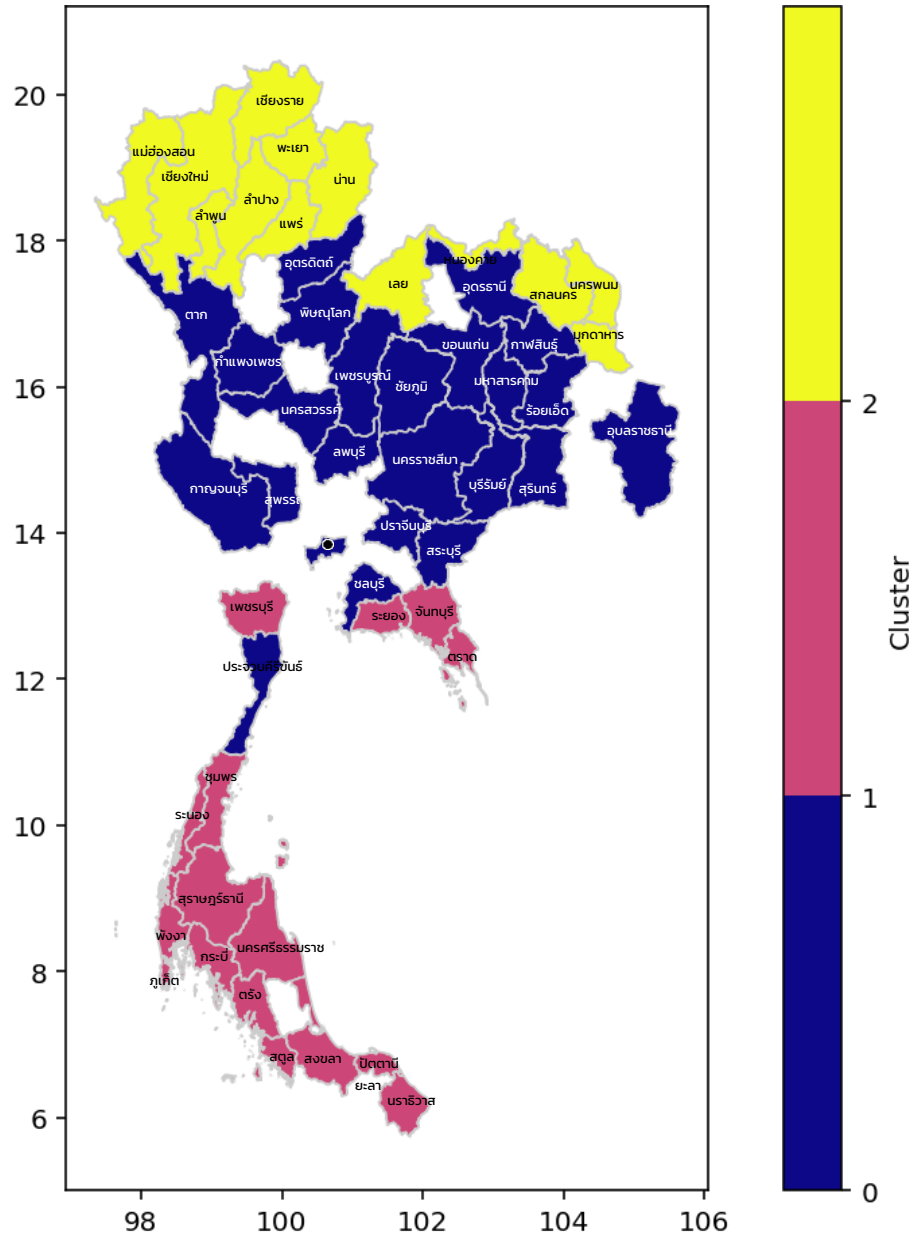 20
18
16
14
12
10
8
6
98
100
102
104
106
เชียงราย
แม่ฮ่องสอน
พะเยา
เชียงใหม่
น่าน
ลำปาง
ลำพูน
แพร่
อุตรดิตถ์
หนองคาย
เลย
อุดรธานี
นครพนม
สกลนคร
ตาก
พิษณุโลก
มุกดาหาร
ขอนแก่น
กาฬสินธุ์
กำแพงเพชร
เพชรบูรณ์
ชัยภูมิ
มหาสารคาม
นครสวรรค์
ร้อยเอ็ด
อุบลราชธานี
ลพบุรี
นครราชสีมา
กาญจนบุรี
บุรีรัมย์
สุรินทร์
สุพรรณ
ปราจีนบุรี
สระบุรี
ชลบุรี
เพชรบุรี
ระยอง
จันทบุรี
ตราด
ประจวบคีรีขันธ์
ชุมพร
ระนอง
สุราษฎร์ธานี
พังงา
กระบี่
นครศรีธรรมราช
ภูเก็ต
ตรัง
สตูล
สงขลา
ปัตตานี
ยะลา
นราธิวาส
2
1
0
Cluster